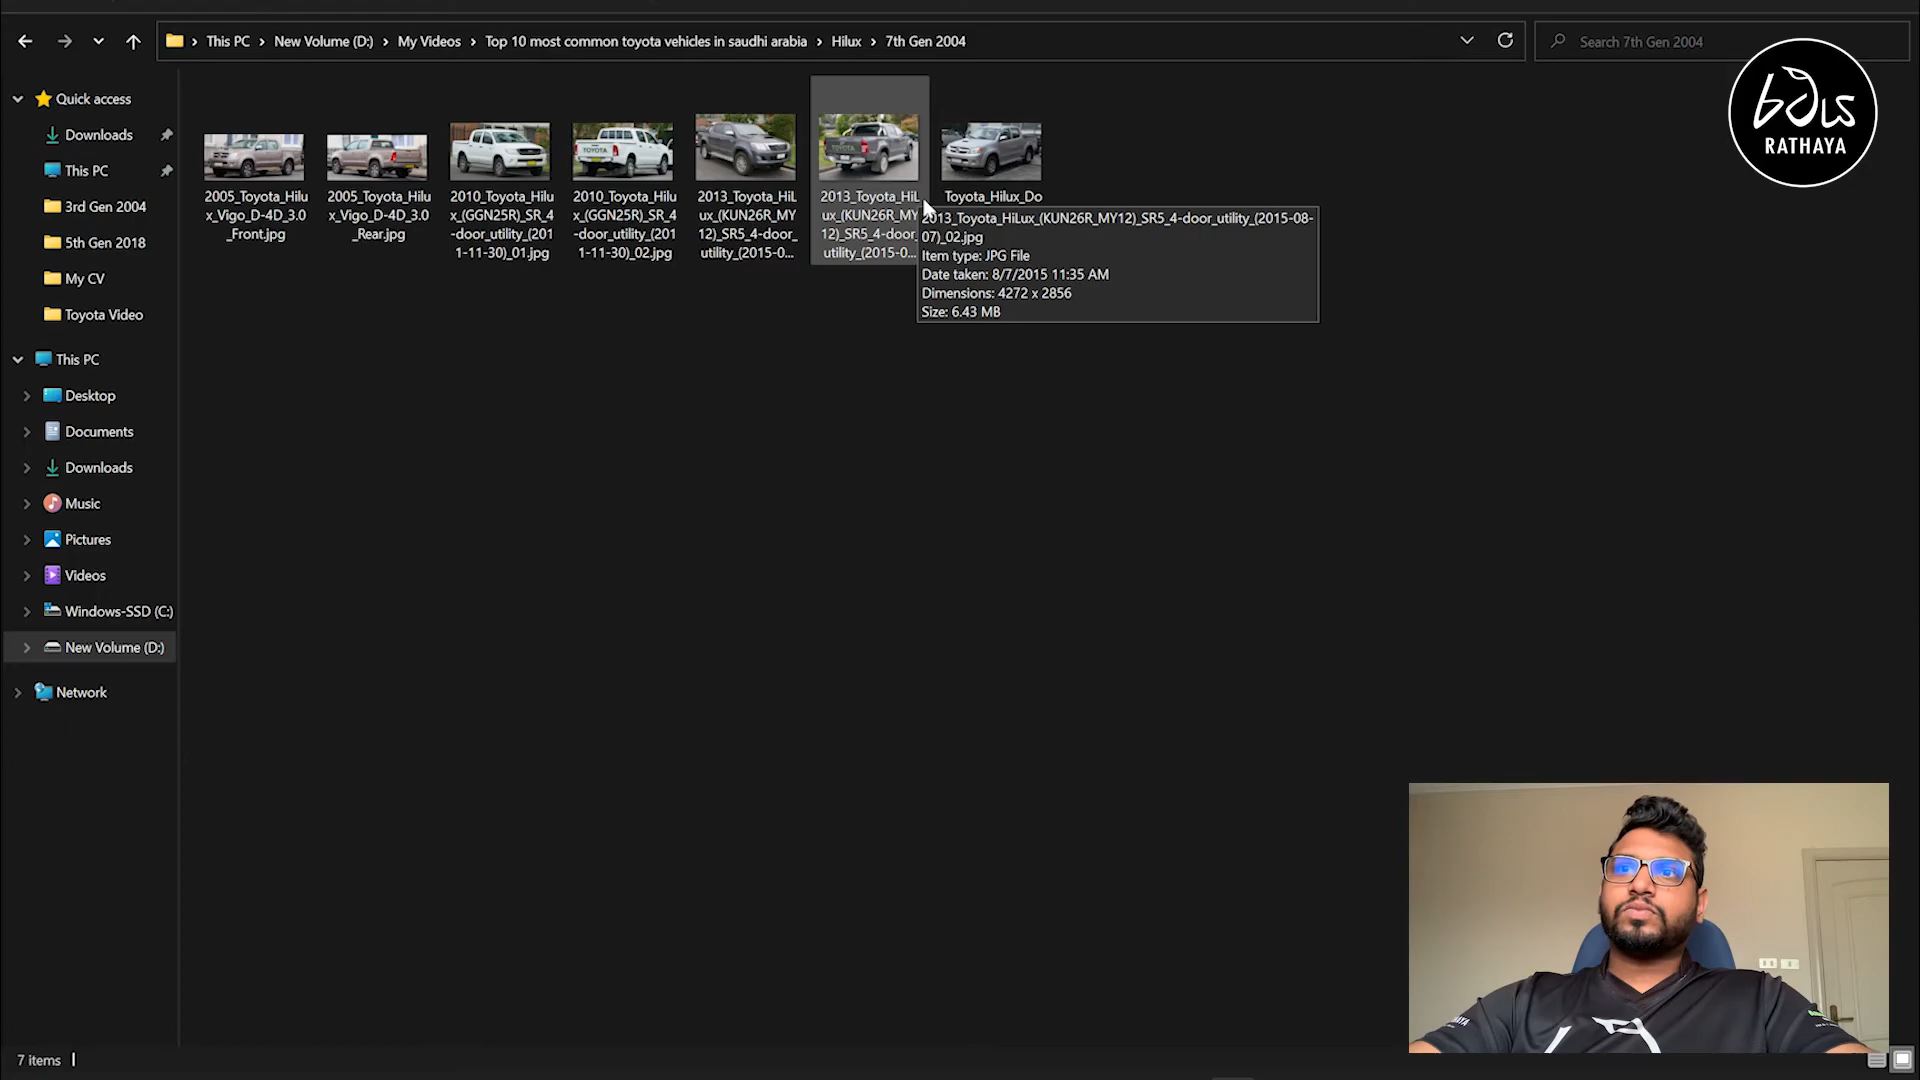 This PC › New Volume (D:) › My Videos › Top 10 most common toyota vehicles in saudhi arabia › Hilux › 7th Gen 2004
Search 7th Gen 2004
RATHAYA
Quick access
Downloads
This PC
3rd Gen 2004
5th Gen 2018
My CV
Toyota Video
This PC
Desktop
Documents
Downloads
Music
Pictures
Videos
Windows-SSD (C:)
New Volume (D:)
Network
2005_Toyota_Hilu
x_Vigo_D-4D_3.0
_Front.jpg
2005_Toyota_Hilu
x_Vigo_D-4D_3.0
_Rear.jpg
2010_Toyota_Hilu
x_(GGN25R)_SR_4
-door_utility_(201
1-11-30)_01.jpg
2010_Toyota_Hilu
x_(GGN25R)_SR_4
-door_utility_(201
1-11-30)_02.jpg
2013_Toyota_HiL
ux_(KUN26R_MY
12)_SR5_4-door_
utility_(2015-0...
2013_Toyota_HiL
ux_(KUN26R_MY
12)_SR5_4-door_
utility_(2015-0...
Toyota_Hilux_Do
2013_Toyota_HiLux_(KUN26R_MY12)_SR5_4-door_utility_(2015-08-
07)_02.jpg
Item type: JPG File
Date taken: 8/7/2015 11:35 AM
Dimensions: 4272 x 2856
Size: 6.43 MB
7 items